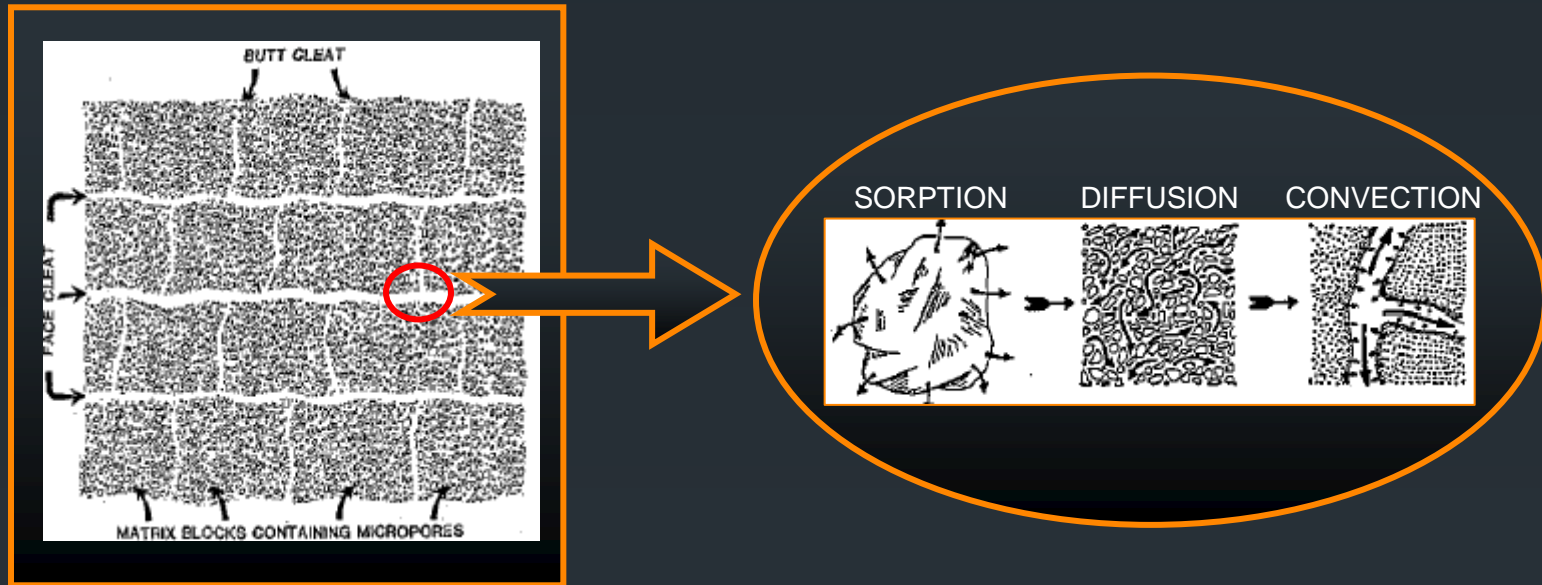 BUTT CLEAT
FACE CLEAT
MATRIX BLOCKS CONTAINING MICROPORES
SORPTION DIFFUSION CONVECTION